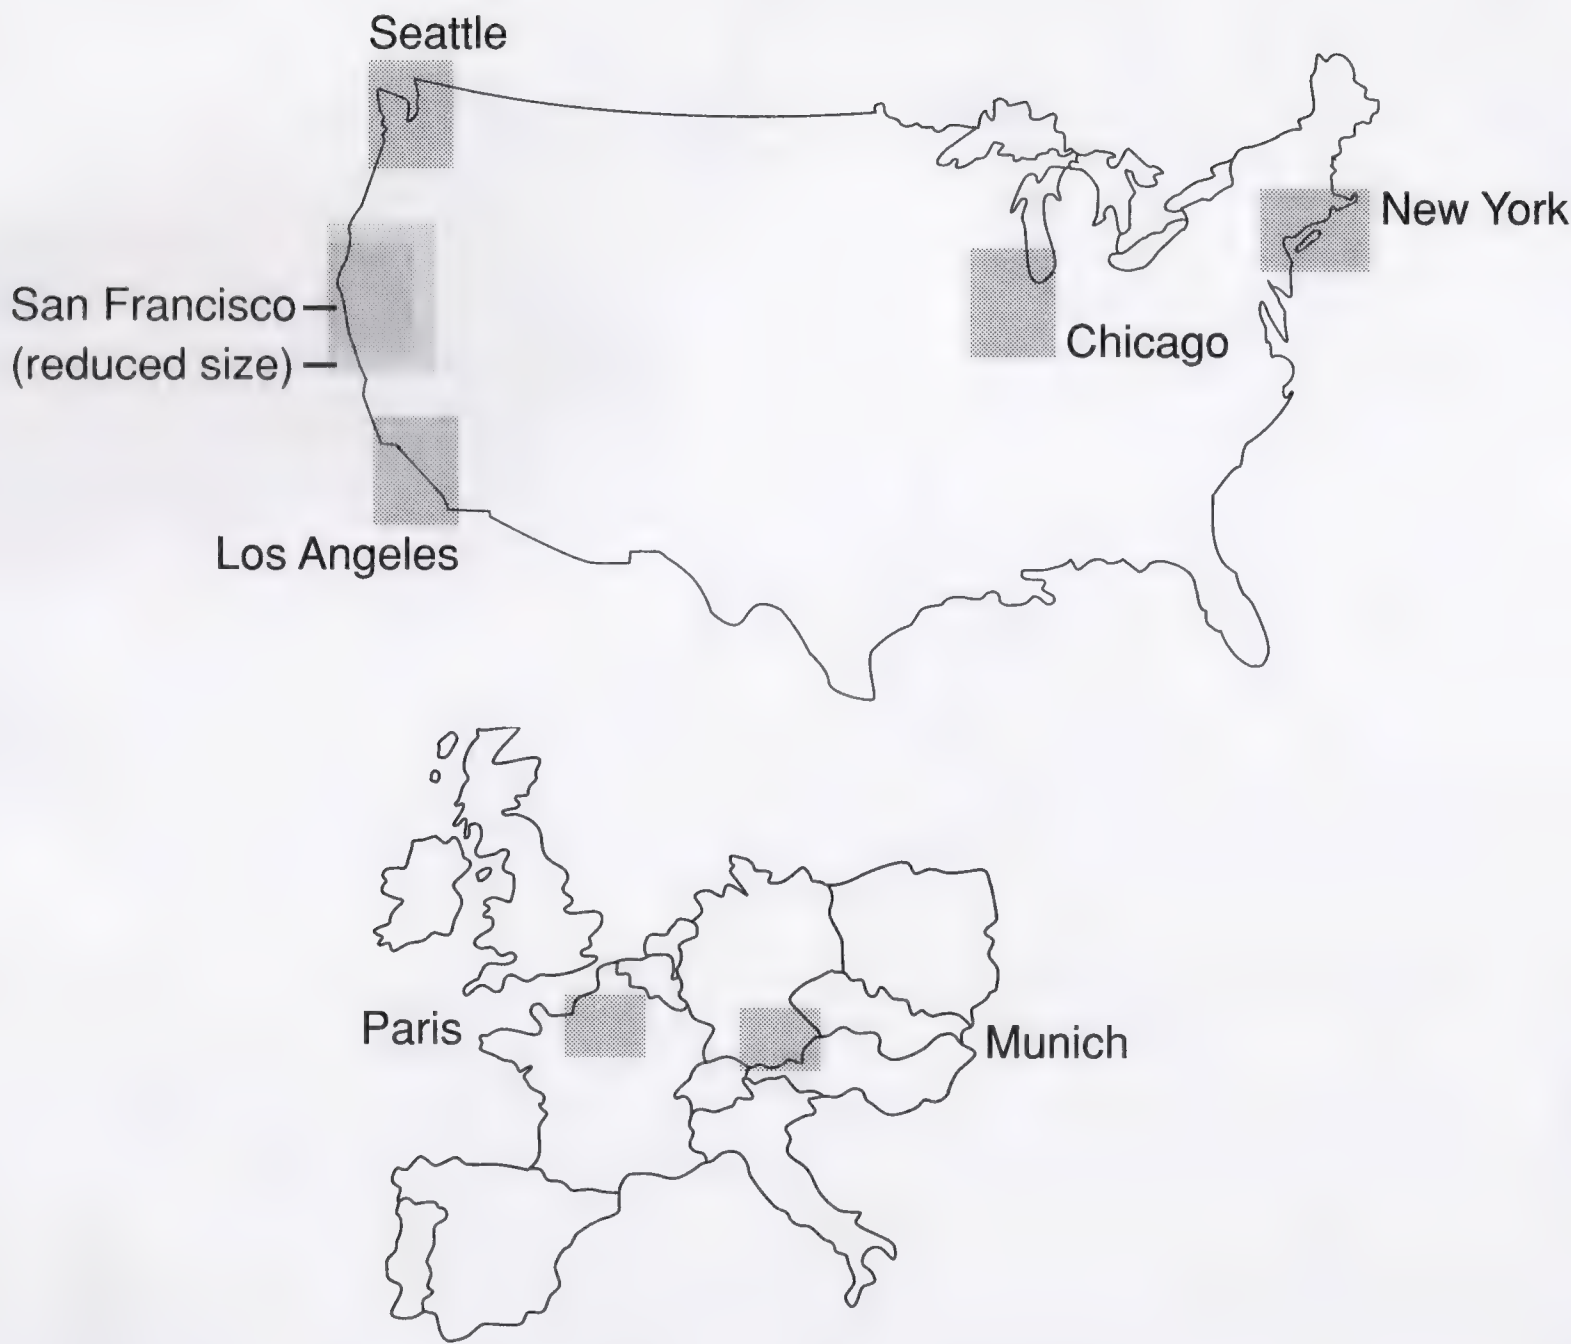 Seattle
New York
San Francisco
(reduced size)
Chicago
Los Angeles
Paris
Munich